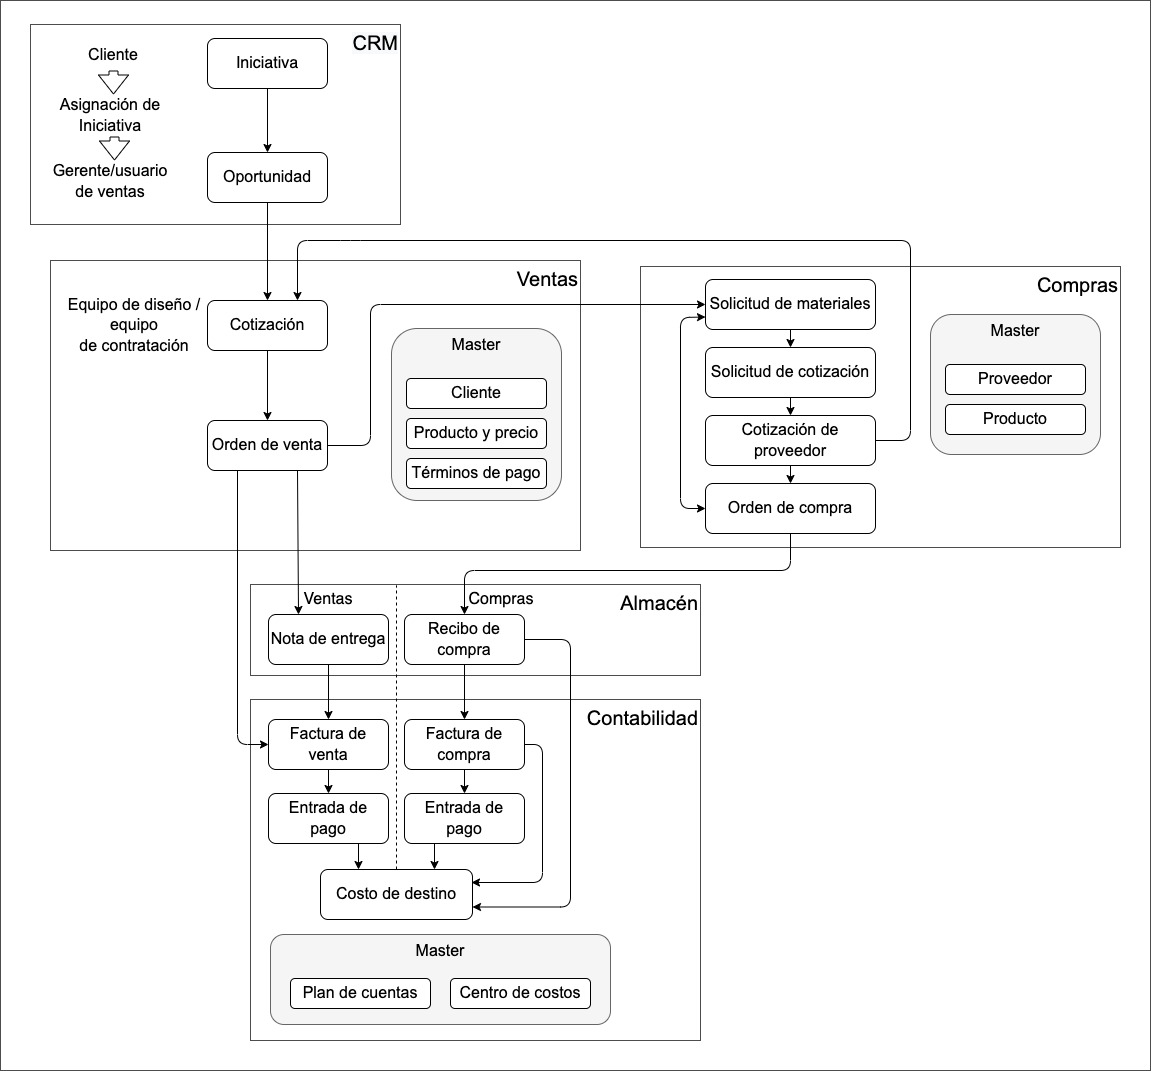 CRM
Cliente
Asignación de
Iniciativa
Gerente/usuario
de ventas
Iniciativa
Oportunidad
Ventas
Equipo de diseño /
equipo
de contratación
Cotización
Orden de venta
Master
Cliente
Producto y precio
Términos de pago
Compras
Solicitud de materiales
Solicitud de cotización
Cotización de
proveedor
Orden de compra
Master
Proveedor
Producto
Almacén
Ventas
Nota de entrega
Compras
Recibo de
compra
Contabilidad
Factura de
venta
Entrada de
pago
Factura de
compra
Entrada de
pago
Costo de destino
Master
Plan de cuentas
Centro de costos